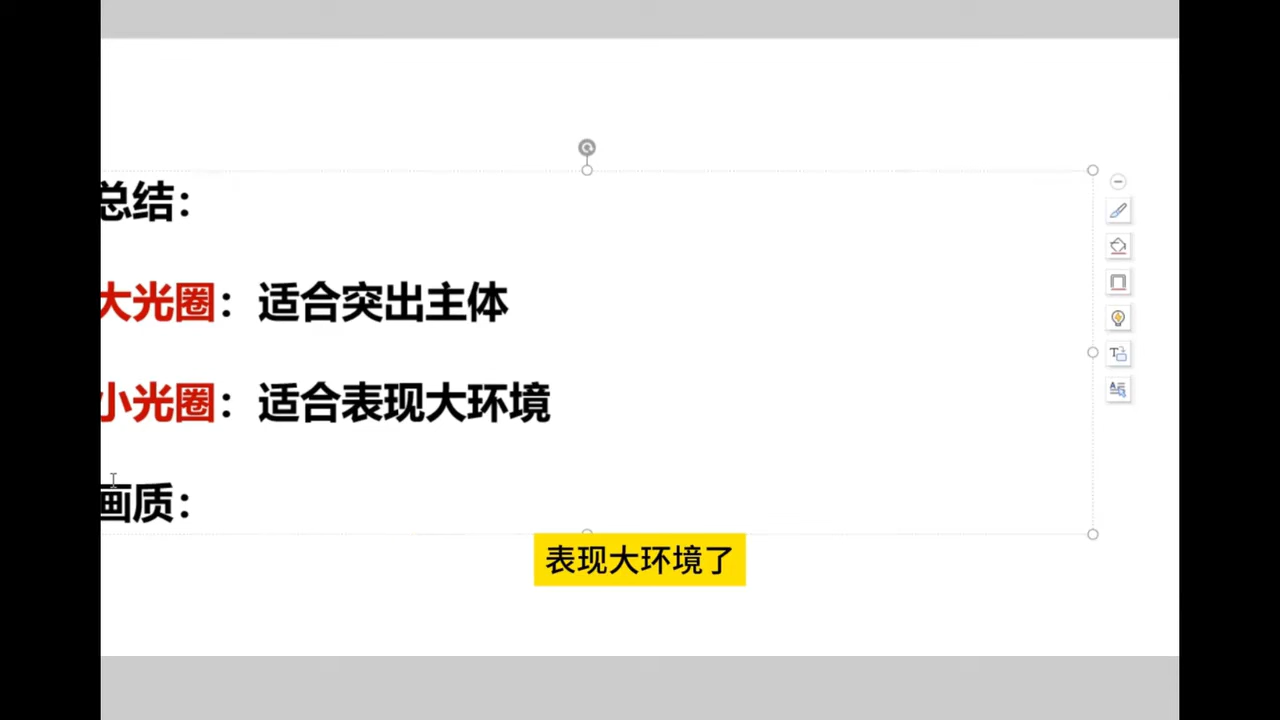 总结：
大光圈：适合突出主体
小光圈：适合表现大环境
画质：
表现大环境了